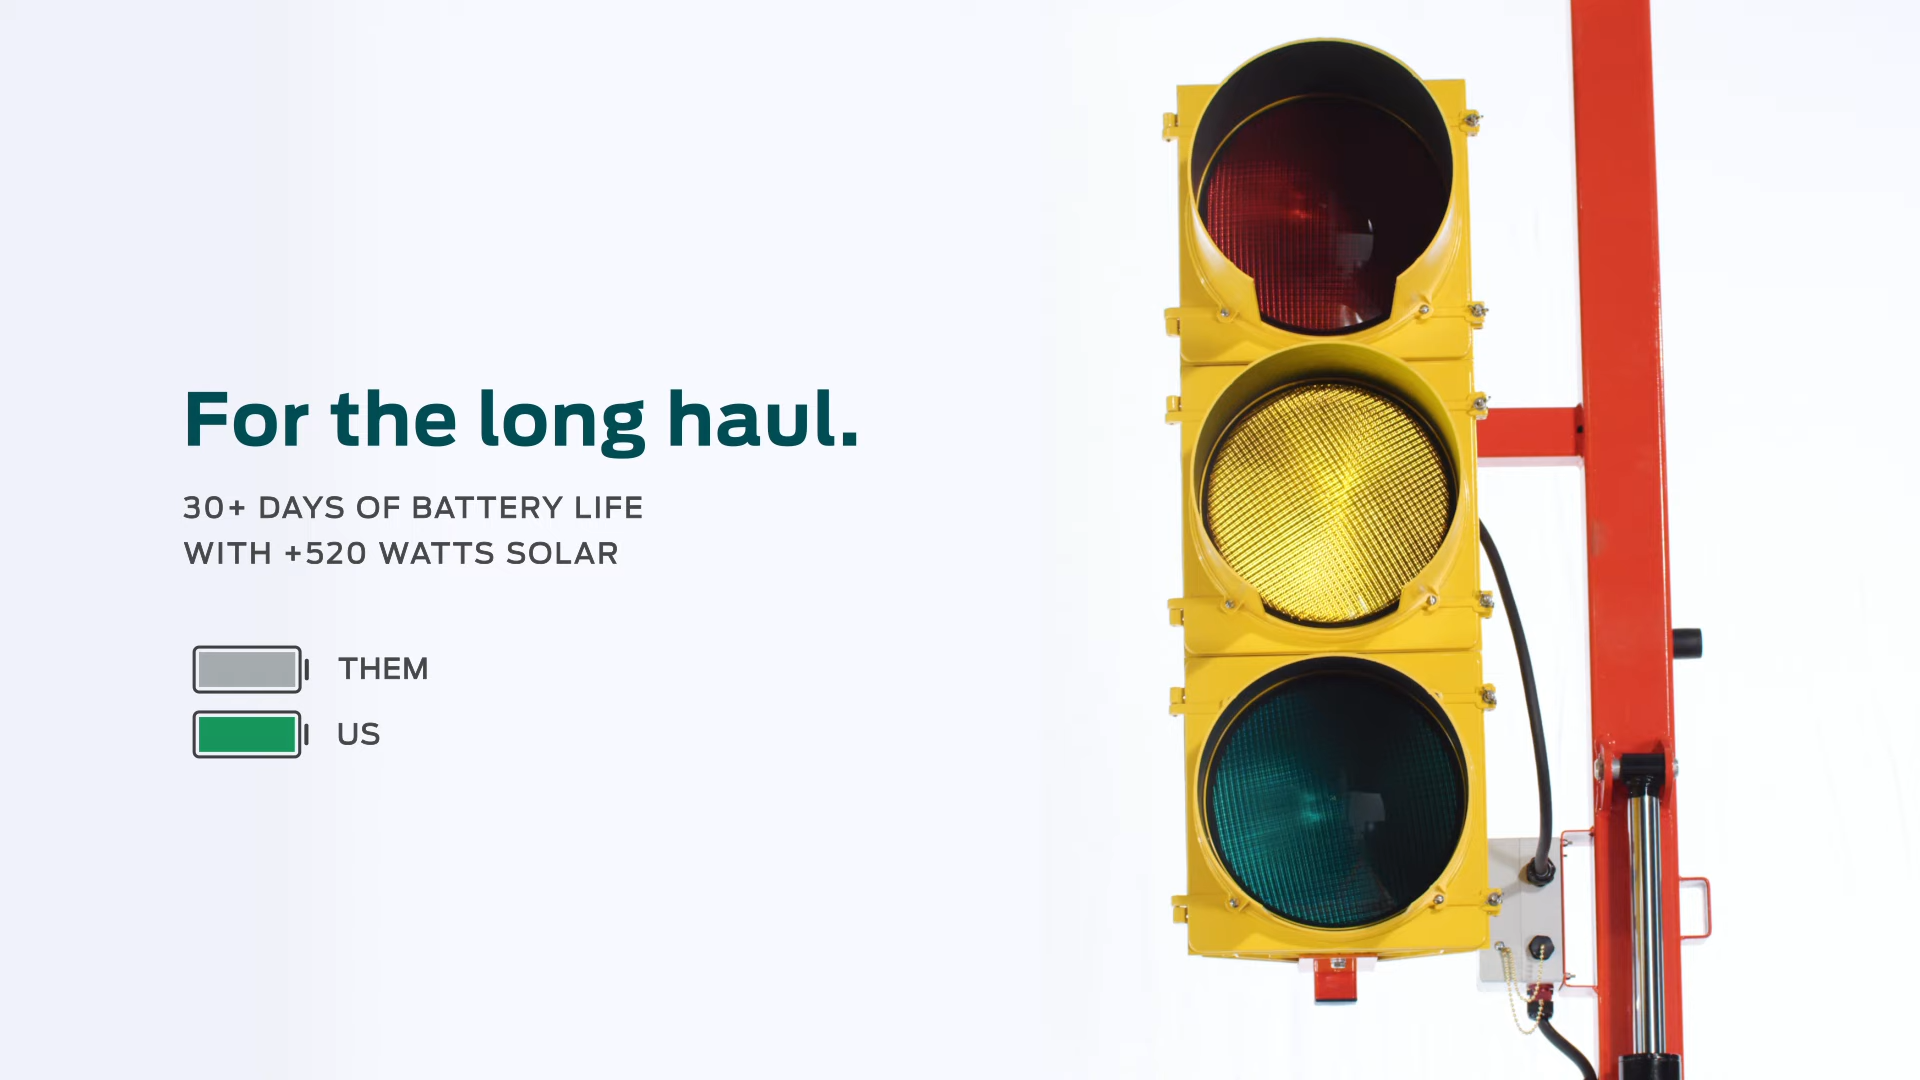 For the long haul.
30+ DAYS OF BATTERY LIFE
WITH +520 WATTS SOLAR
THEM
US